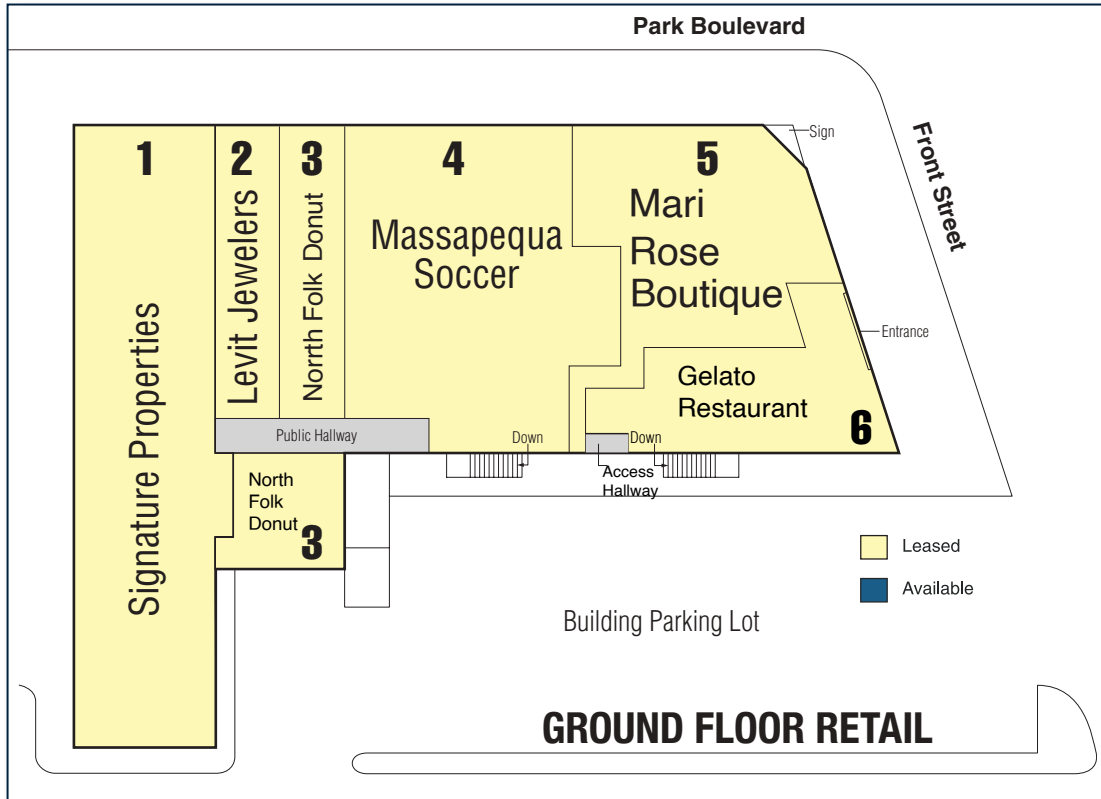 Park Boulevard
Sign
Front Street
1
Signature Properties
2
Levit Jewelers
3
Norrth Folk Donut
4
Massapequa
Soccer
5
Mari
Rose
Boutique
Entrance
Gelato
Restaurant
6
Public Hallway
Down
Down
Access
Hallway
North
Folk
Donut
3
Leased
Available
Building Parking Lot
GROUND FLOOR RETAIL